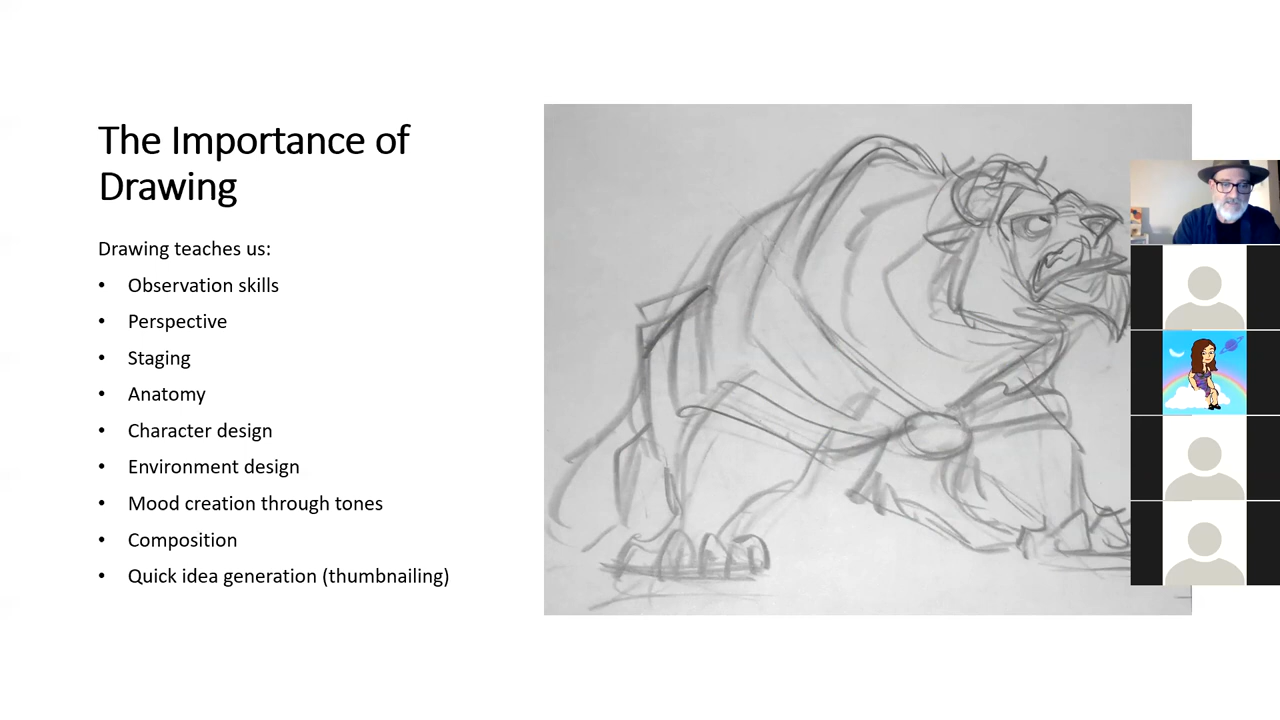 The Importance of
Drawing
Drawing teaches us:
• Observation skills
• Perspective
• Staging
• Anatomy
• Character design
• Environment design
• Mood creation through tones
• Composition
• Quick idea generation (thumbnailing)